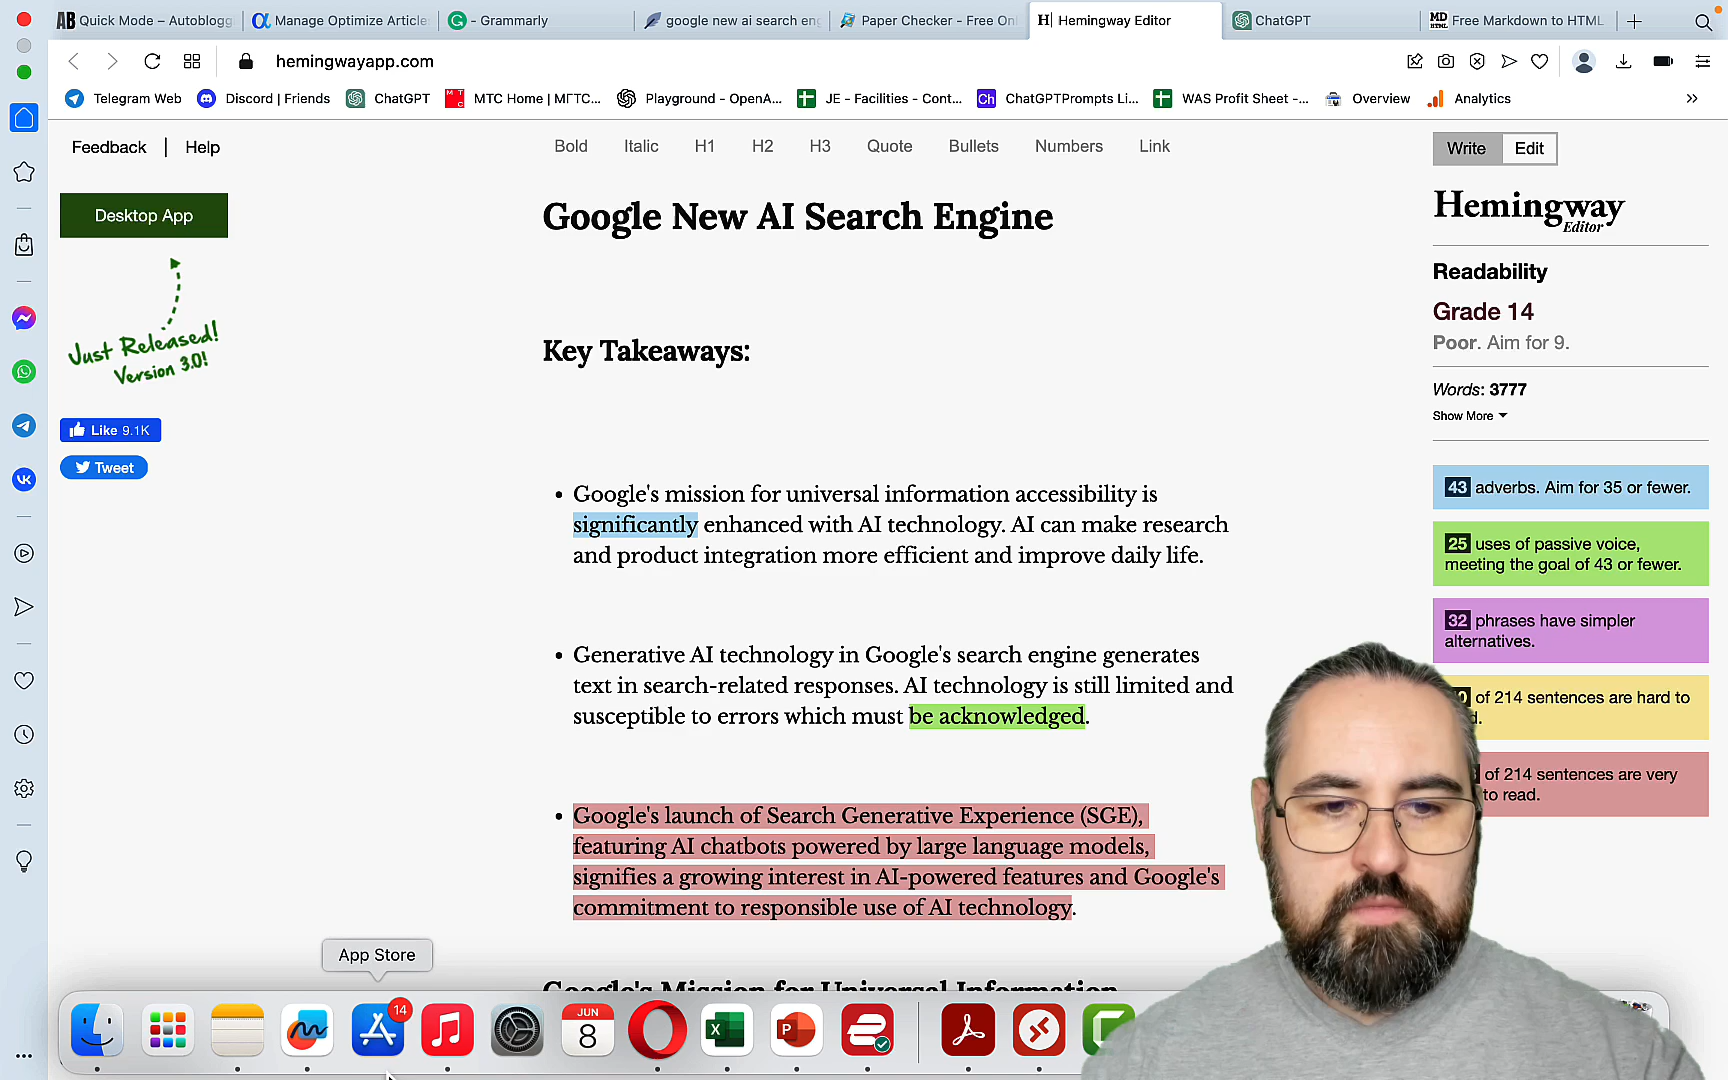 Quick Mode – Autoblogg
Manage Optimize Article
- Grammarly
google new ai search eng
Paper Checker - Free Onl
Hemingway Editor
ChatGPT
Free Markdown to HTML
hemingwayapp.com
Telegram Web
Discord | Friends
ChatGPT
МТС Home | МГТС...
Playground - OpenA...
JE - Facilities - Cont...
ChatGPTPrompts Li...
WAS Profit Sheet -...
Overview
Analytics
Feedback | Help
Bold
Italic
H1
H2
H3
Quote
Bullets
Numbers
Link
Write
Edit
Desktop App
Just Released!
Version 3.0!
Like 9.1K
Tweet
Google New AI Search Engine
Key Takeaways:
• Google's mission for universal information accessibility is
significantly enhanced with AI technology. AI can make research
and product integration more efficient and improve daily life.
• Generative AI technology in Google's search engine generates
text in search-related responses. AI technology is still limited and
susceptible to errors which must be acknowledged.
• Google's launch of Search Generative Experience (SGE),
featuring AI chatbots powered by large language models,
signifies a growing interest in AI-powered features and Google's
commitment to responsible use of AI technology.
Google's Mission for Universal Information
Hemingway
Editor
Readability
Grade 14
Poor. Aim for 9.
Words: 3777
Show More
43 adverbs. Aim for 35 or fewer.
25 uses of passive voice,
meeting the goal of 43 or fewer.
32 phrases have simpler
alternatives.
of 214 sentences are hard to
of 214 sentences are very
to read.
App Store
14
JUN
8